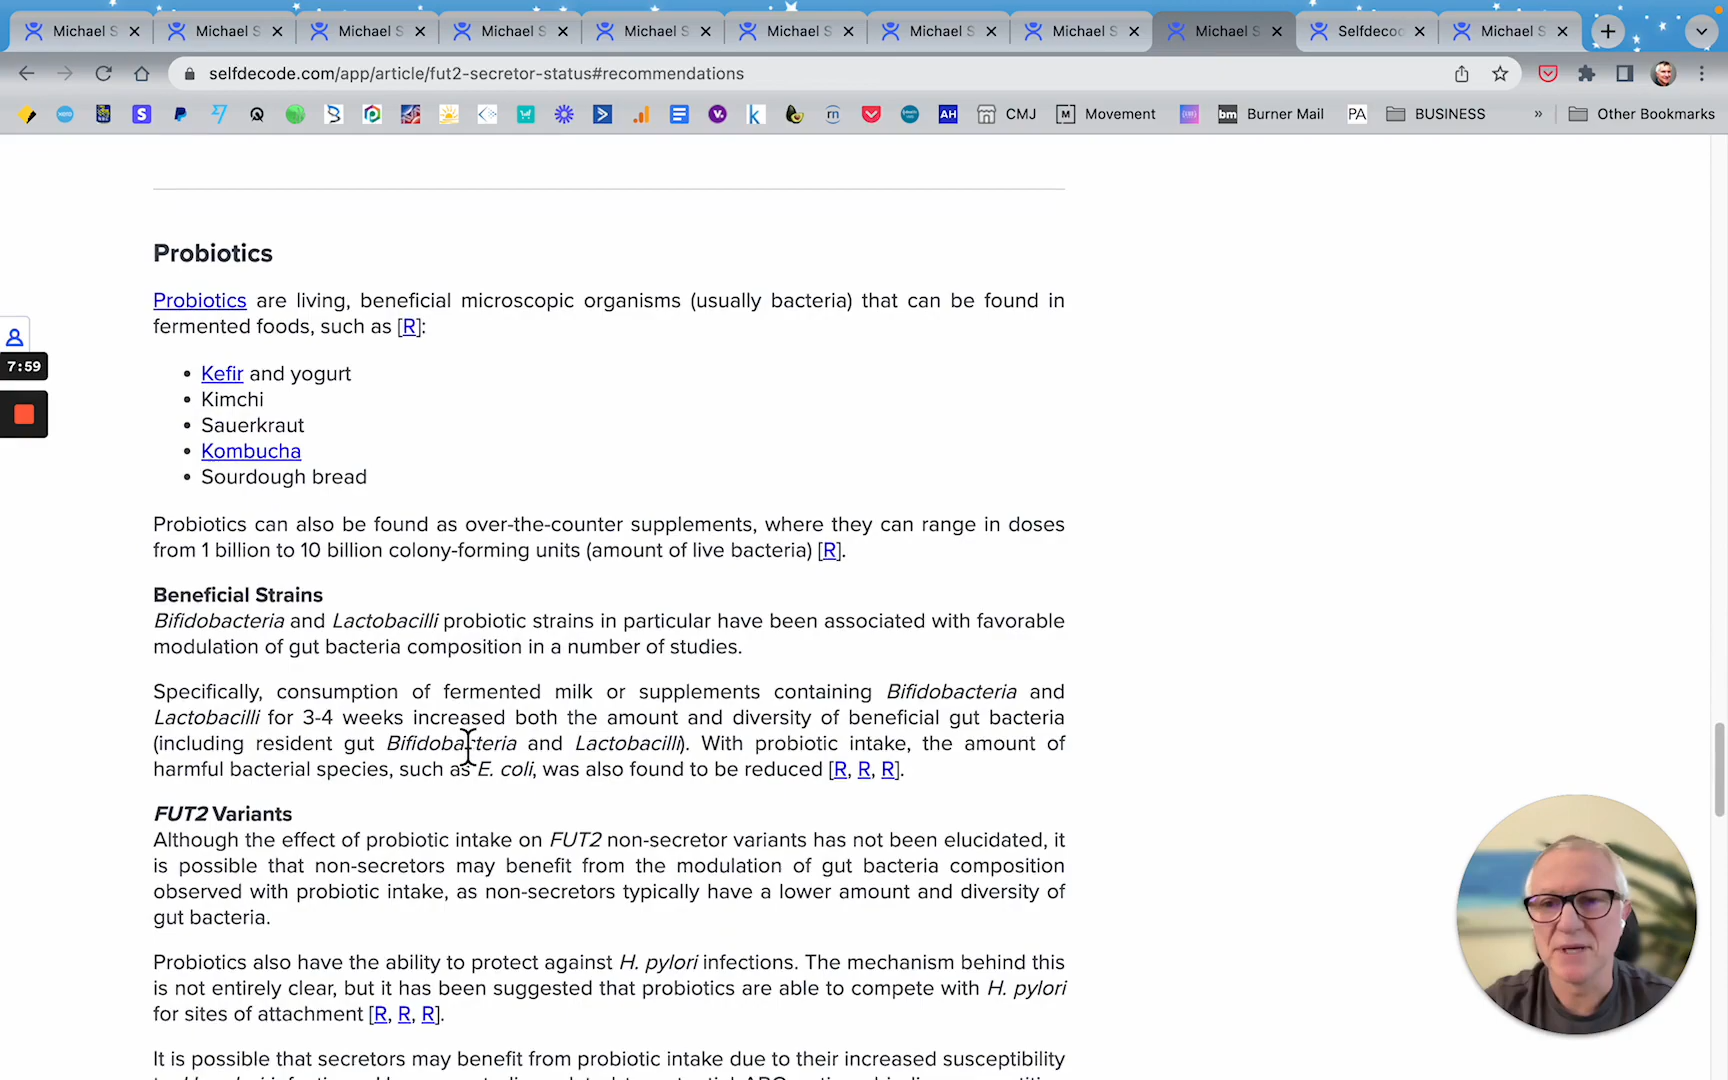 Michael S
Michael S
Michael S
Michael S
Michael S
Michael S
Michael S
Michael S
Michael S
Selfdeco
Michael S
selfdecode.com/app/article/fut2-secretor-status#recommendations
CMJ
Movement
bm Burner Mail
PA
BUSINESS
»
Other Bookmarks
Probiotics
Probiotics are living, beneficial microscopic organisms (usually bacteria) that can be found in
fermented foods, such as [R]:
• Kefir and yogurt
• Kimchi
• Sauerkraut
• Kombucha
• Sourdough bread
7:59
Probiotics can also be found as over-the-counter supplements, where they can range in doses
from 1 billion to 10 billion colony-forming units (amount of live bacteria) [R].
Beneficial Strains
Bifidobacteria and Lactobacilli probiotic strains in particular have been associated with favorable
modulation of gut bacteria composition in a number of studies.
Specifically, consumption of fermented milk or supplements containing Bifidobacteria and
Lactobacilli for 3-4 weeks increased both the amount and diversity of beneficial gut bacteria
(including resident gut Bifidobacteria and Lactobacilli). With probiotic intake, the amount of
harmful bacterial species, such as E. coli, was also found to be reduced [R, R, R].
FUT2 Variants
Although the effect of probiotic intake on FUT2 non-secretor variants has not been elucidated, it
is possible that non-secretors may benefit from the modulation of gut bacteria composition
observed with probiotic intake, as non-secretors typically have a lower amount and diversity of
gut bacteria.
Probiotics also have the ability to protect against H. pylori infections. The mechanism behind this
is not entirely clear, but it has been suggested that probiotics are able to compete with H. pylori
for sites of attachment [R, R, R].
It is possible that secretors may benefit from probiotic intake due to their increased susceptibility